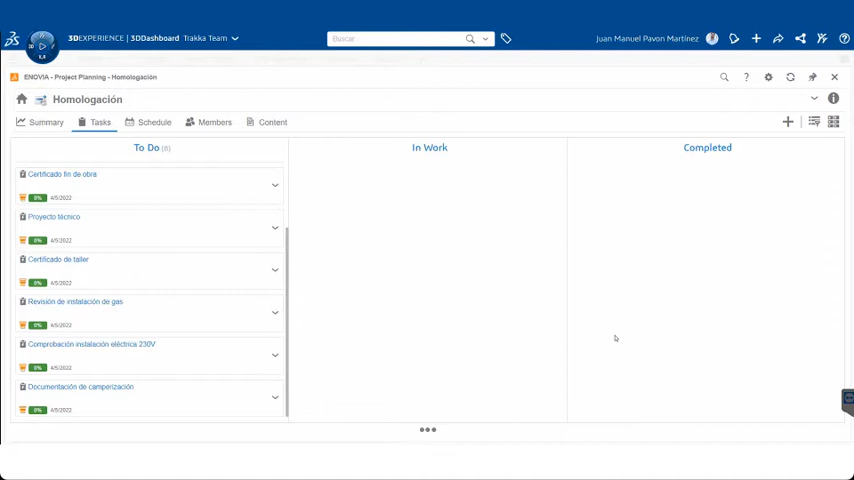 3DEXPERIENCE | 3DDashboard Trakka Team
Buscar
Juan Manuel Pavon Martínez
ENOVIA - Project Planning - Homologación
Homologación
Summary
Tasks
Schedule
Members
Content
To Do (6)
In Work
Completed
Certificado fin de obra
0% 4/5/2022
Proyecto técnico
0% 4/5/2022
Certificado de taller
0% 4/5/2022
Revisión de instalación de gas
0% 4/5/2022
Comprobación instalación eléctrica 230V
0% 4/5/2022
Documentación de camperización
0% 4/5/2022